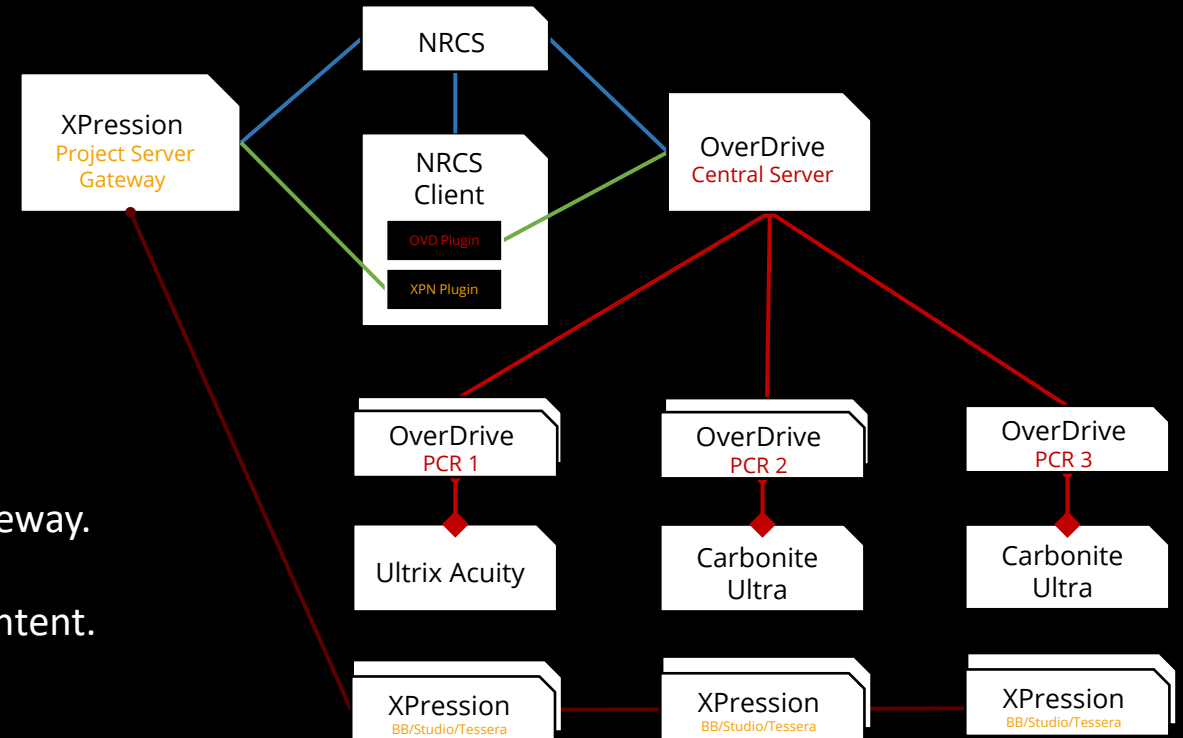 NRCS
XPression
Project Server
Gateway
NRCS
Client
OVD Plugin
XPN Plugin
OverDrive
Central Server
OverDrive
PCR 1
OverDrive
PCR 2
OverDrive
PCR 3
eway.
Ultrix Acuity
Carbonite
Ultra
Carbonite
Ultra
ntent.
XPression
BB/Studio/Tessera
XPression
BB/Studio/Tessera
XPression
BB/Studio/Tessera